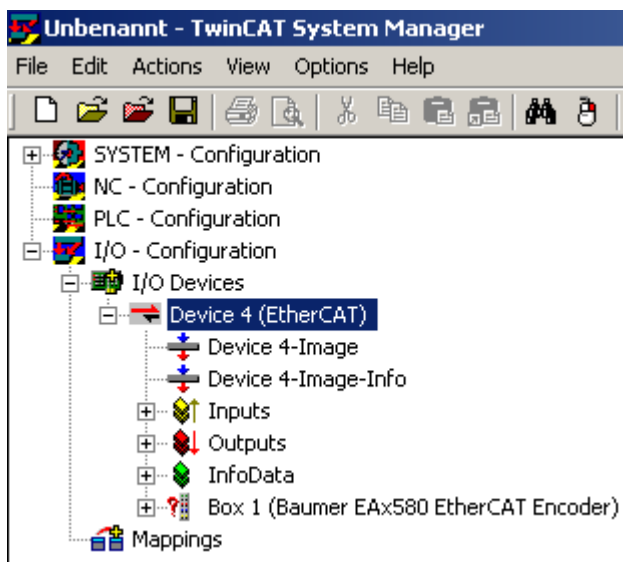 Unbenannt - TwinCAT System Manager
File Edit Actions View Options Help
SYSTEM - Configuration
NC - Configuration
PLC - Configuration
I/O - Configuration
I/O Devices
Device 4 (EtherCAT)
Device 4-Image
Device 4-Image-Info
Inputs
Outputs
InfoData
Box 1 (Baumer EAx580 EtherCAT Encoder)
Mappings